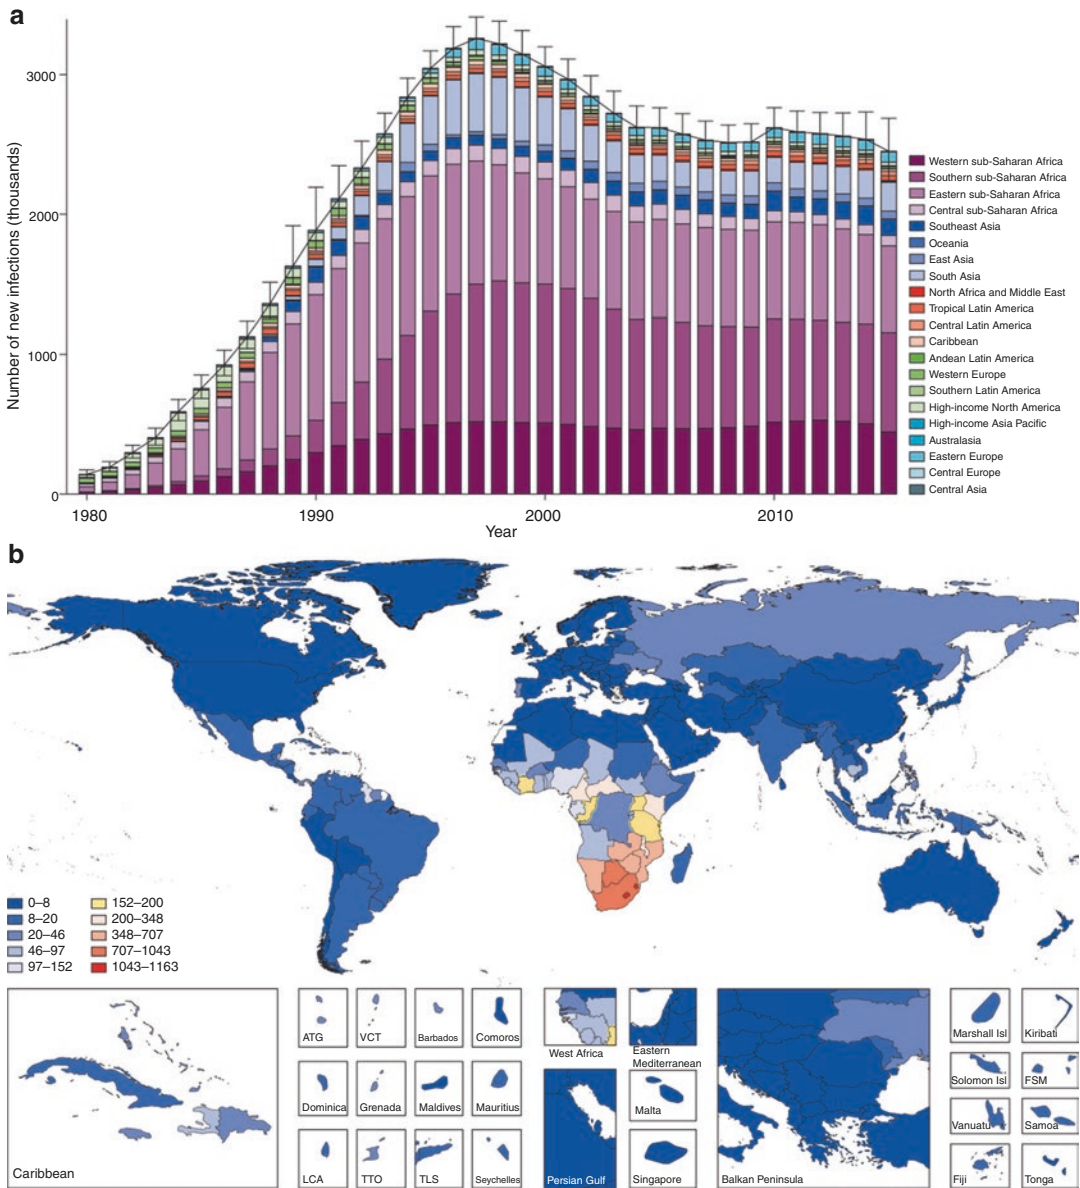 a
Number of new infections (thousands)
3000
2000
1000
0
1980
1990
2000
2010
Year
Western sub-Saharan Africa
Southern sub-Saharan Africa
Eastern sub-Saharan Africa
Central sub-Saharan Africa
Southeast Asia
Oceania
East Asia
South Asia
North Africa and Middle East
Tropical Latin America
Central Latin America
Caribbean
Andean Latin America
Western Europe
Southern Latin America
High-income North America
High-income Asia Pacific
Australasia
Eastern Europe
Central Europe
Central Asia
b
0–8
8–20
20–46
46–97
97–152
152–200
200–348
348–707
707–1043
1043–1163
Caribbean
ATG
VCT
Barbados
Comoros
Dominica
Grenada
Maldives
Mauritius
LCA
TTO
TLS
Seychelles
West Africa
Eastern
Mediterranean
Persian Gulf
Malta
Singapore
Balkan Peninsula
Marshall Isl
Kiribati
Solomon Isl
FSM
Vanuatu
Samoa
Fiji
Tonga